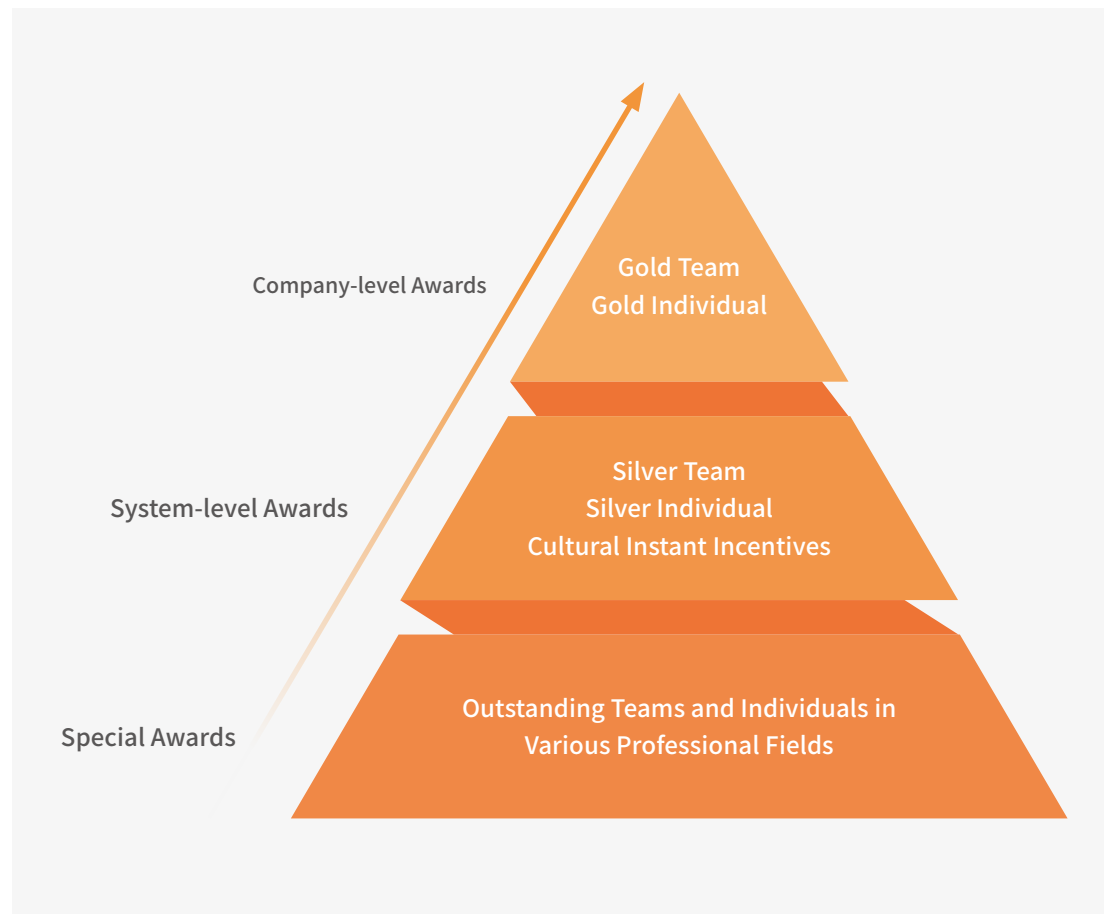 Company-level Awards
Gold Team
Gold Individual
System-level Awards
Silver Team
Silver Individual
Cultural Instant Incentives
Special Awards
Outstanding Teams and Individuals in
Various Professional Fields